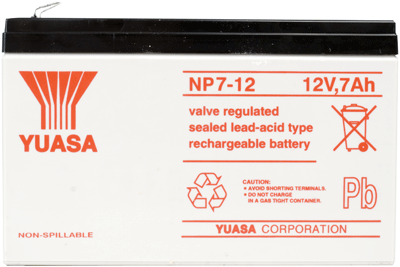 YUASA
NP7-12
12V,7Ah
valve regulated
sealed lead-acid type
rechargeable battery
CAUTION:
• AVOID SHORTING TERMINALS.
• DO NOT CHARGE
IN A GAS TIGHT CONTAINER.
Pb
NON-SPILLABLE
YUASA CORPORATION